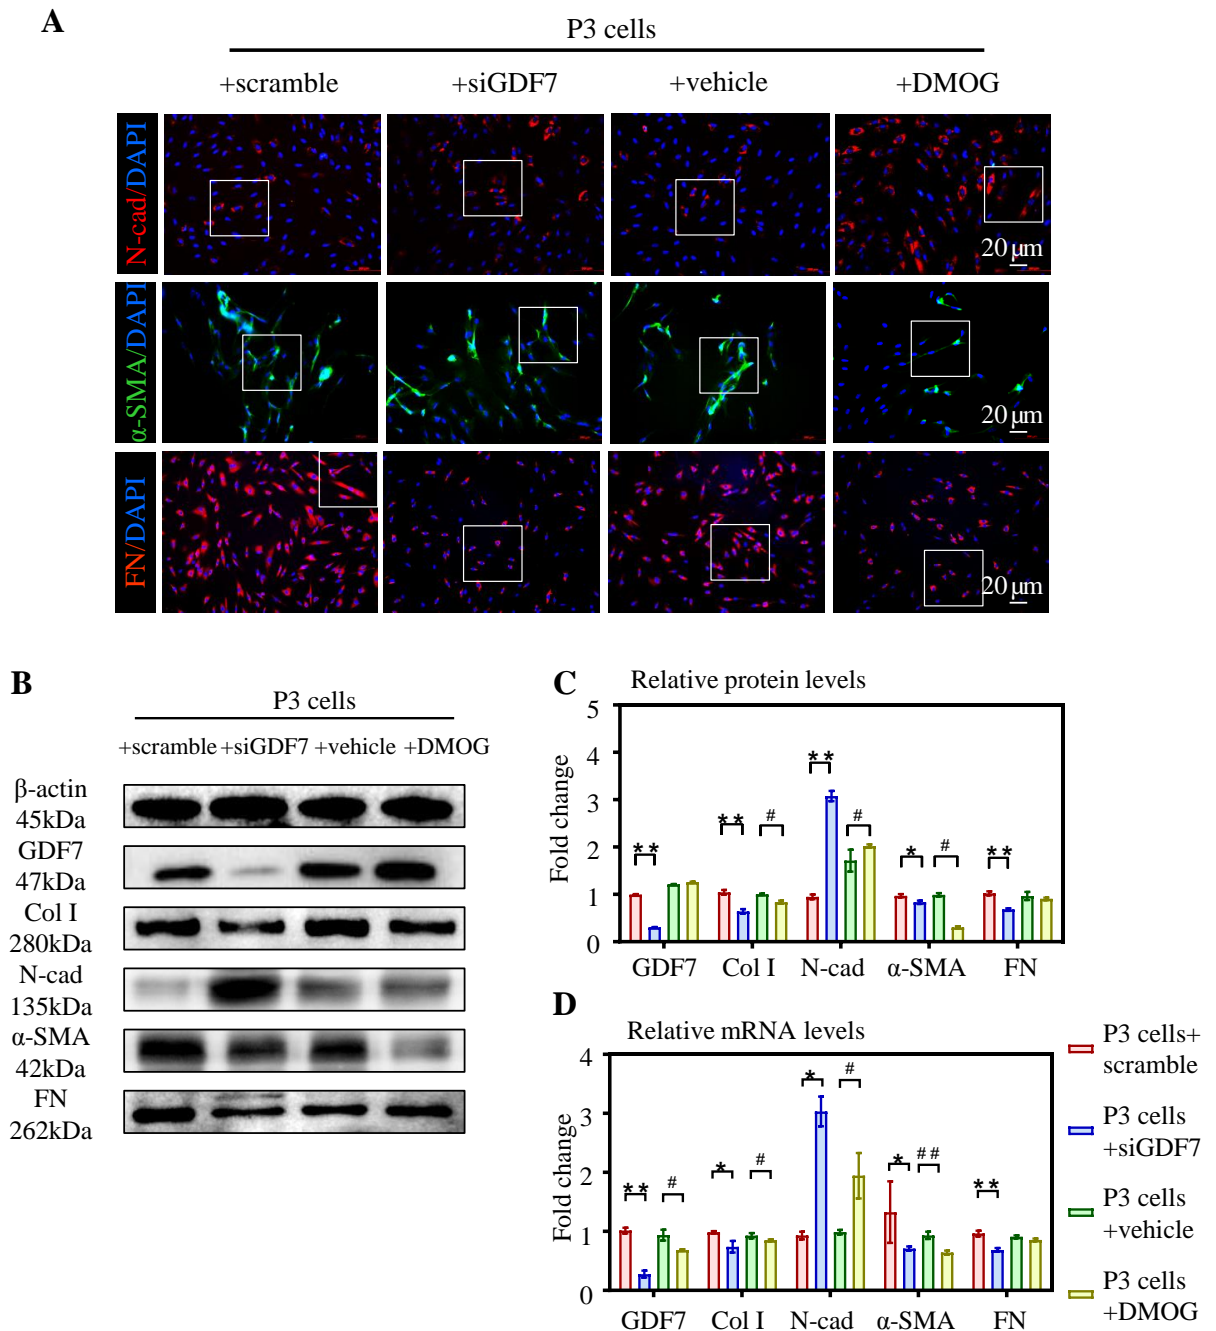 A
P3 cells
+scramble
+siGDF7
+vehicle
+DMOG
N-cad/DAPI
20 µm
α-SMA/DAPI
20 µm
FN/DAPI
20 µm
B
P3 cells
+scramble +siGDF7 +vehicle +DMOG
β-actin
45kDa
GDF7
47kDa
Col I
280kDa
N-cad
135kDa
α-SMA
42kDa
FN
262kDa
C
Relative protein levels
Fold change
5
4
3
2
1
0
** ** # ** # * # **
GDF7 Col I N-cad α-SMA FN
D
Relative mRNA levels
Fold change
4
3
2
1
0
** # * # * # * ## **
GDF7 Col I N-cad α-SMA FN
P3 cells+
scramble
P3 cells
+siGDF7
P3 cells
+vehicle
P3 cells
+DMOG